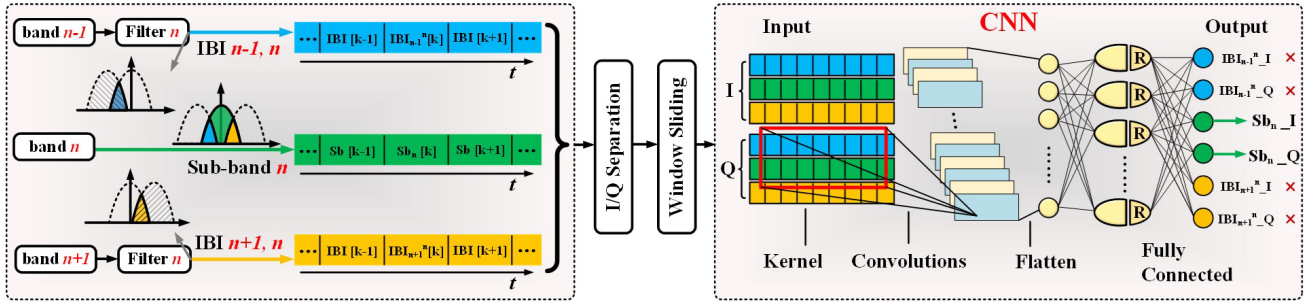 band n-1
Filter n
IBI n-1, n
··· IBI [k-1] IBIn-1ⁿ[k] IBI [k+1] ···
t
band n
Sub-band n
··· Sb [k-1] Sbn [k] Sb [k+1] ···
t
band n+1
Filter n
IBI n+1, n
··· IBI [k-1] IBIn+1ⁿ[k] IBI [k+1] ···
t
I/Q Separation
Window Sliding
CNN
Input
Output
I
Q
R
R
R
R
IBIn-1ⁿ_I ×
IBIn-1ⁿ_Q ×
Sbn_I
Sbn_Q
IBIn+1ⁿ_I ×
IBIn+1ⁿ_Q ×
Kernel
Convolutions
Flatten
Fully
Connected